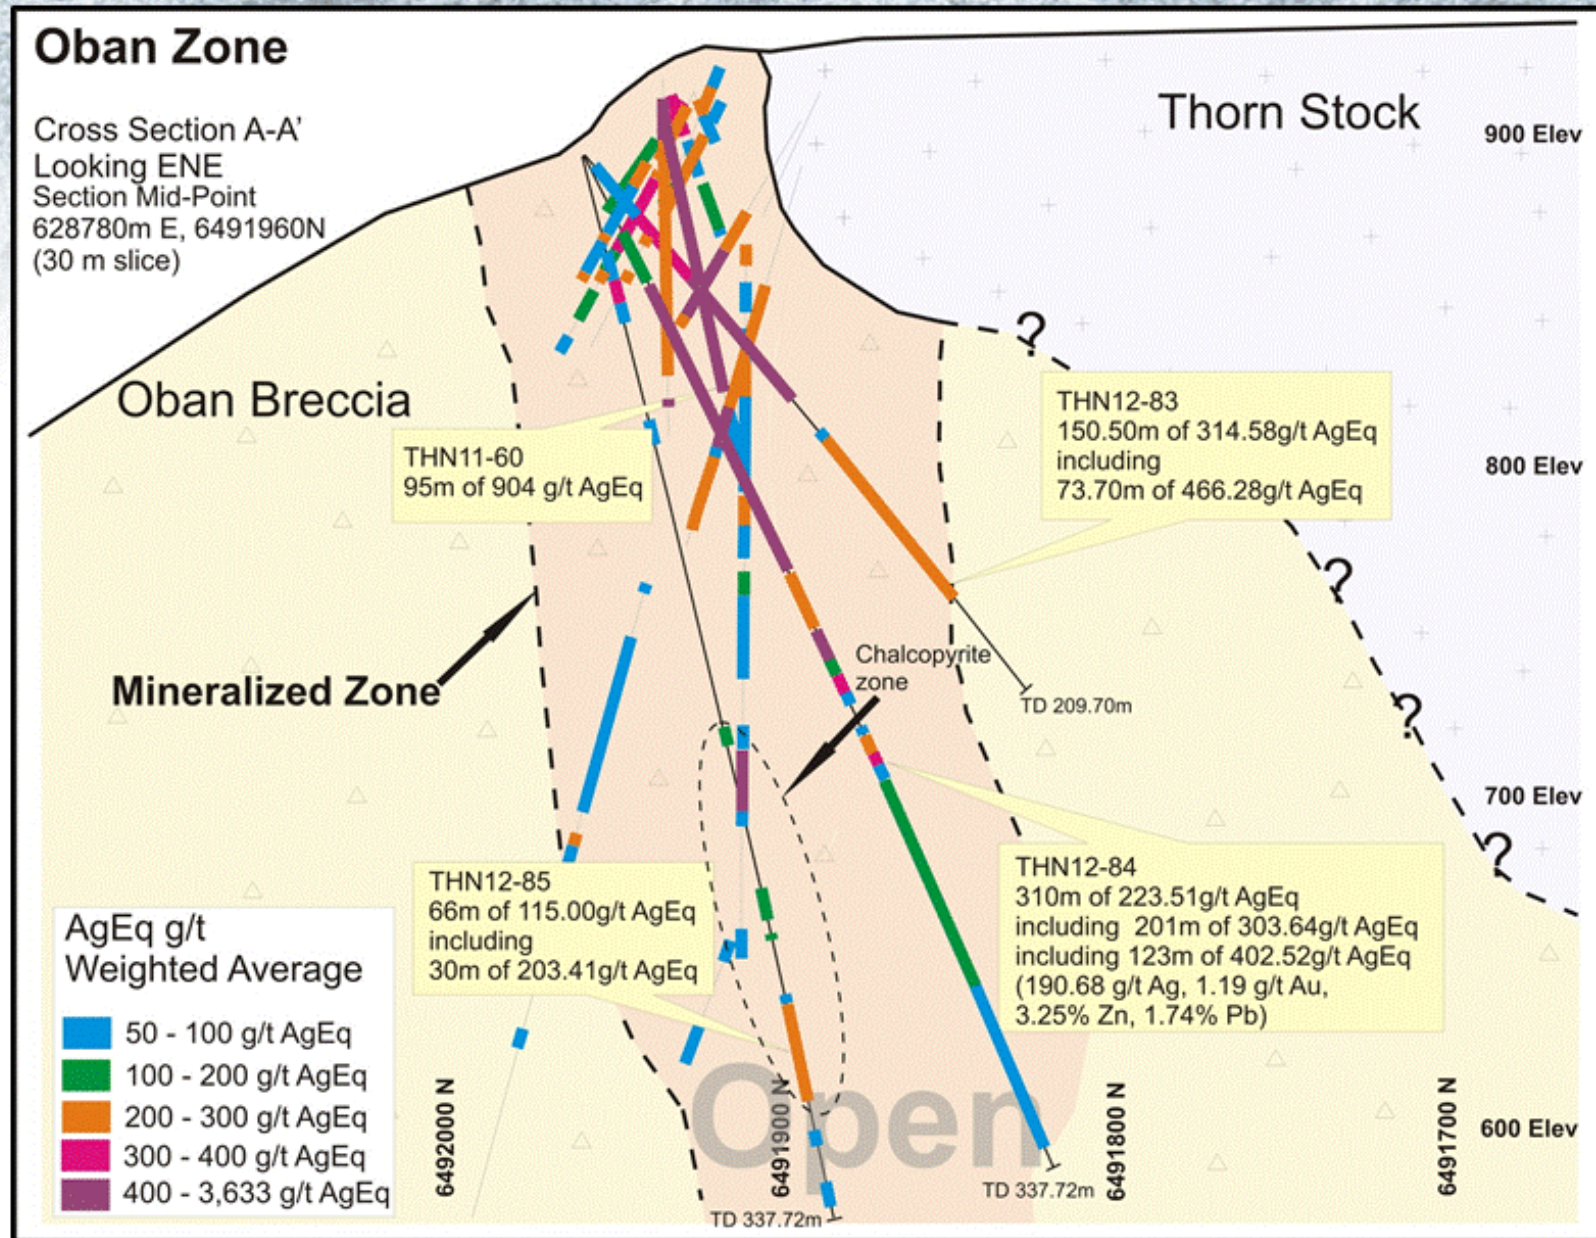 Oban Zone
Cross Section A-A'
Looking ENE
Section Mid-Point
628780m E, 6491960N
(30 m slice)
Thorn Stock
900 Elev
Oban Breccia
?
THN12-83
150.50m of 314.58g/t AgEq
including
73.70m of 466.28g/t AgEq
THN11-60
95m of 904 g/t AgEq
800 Elev
?
Mineralized Zone
Chalcopyrite
zone
TD 209.70m
?
700 Elev
?
THN12-85
66m of 115.00g/t AgEq
including
30m of 203.41g/t AgEq
THN12-84
310m of 223.51g/t AgEq
including 201m of 303.64g/t AgEq
including 123m of 402.52g/t AgEq
(190.68 g/t Ag, 1.19 g/t Au,
3.25% Zn, 1.74% Pb)
AgEq g/t
Weighted Average
50 - 100 g/t AgEq
100 - 200 g/t AgEq
200 - 300 g/t AgEq
300 - 400 g/t AgEq
400 - 3,633 g/t AgEq
Open
6492000 N
6491900 N
6491800 N
6491700 N
600 Elev
TD 337.72m
TD 337.72m